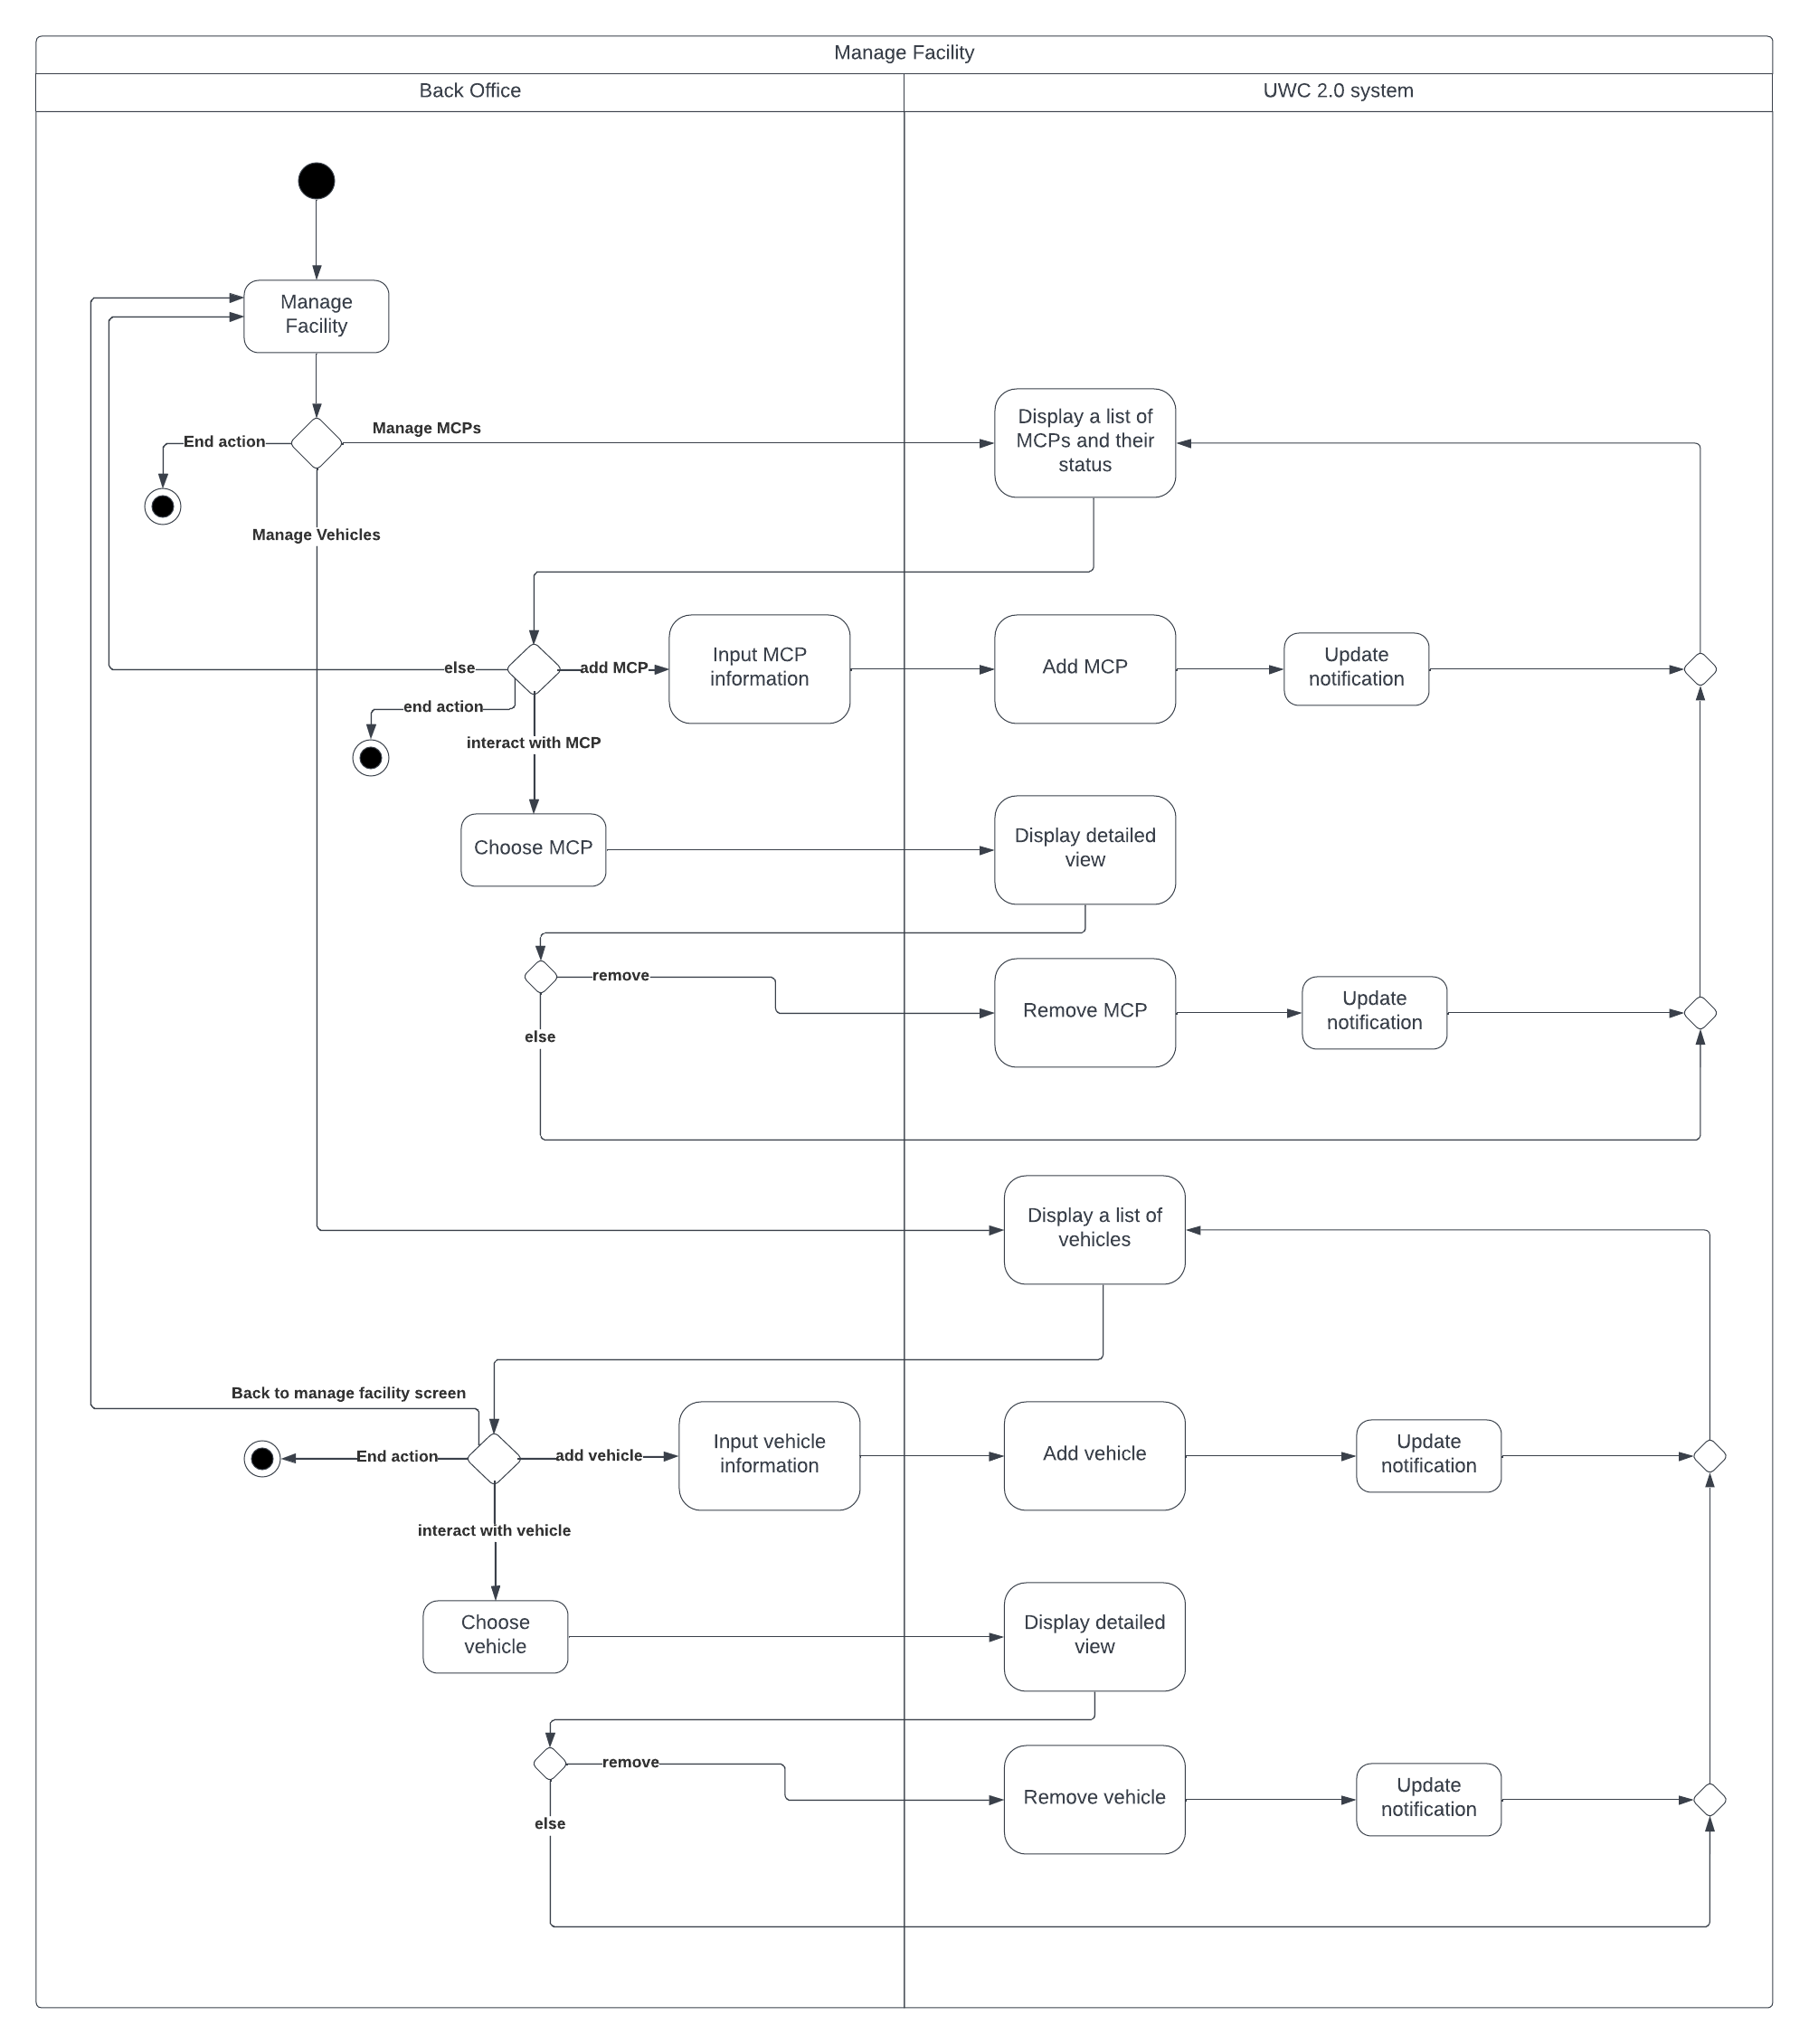 Manage Facility
Back Office
UWC 2.0 system
Manage
Facility
End action
Manage MCPs
Display a list of
MCPs and their
status
Manage Vehicles
else
add MCP
Input MCP
information
Add MCP
Update
notification
end action
interact with MCP
Choose MCP
Display detailed
view
remove
Remove MCP
Update
notification
else
Display a list of
vehicles
Back to manage facility screen
End action
add vehicle
Input vehicle
information
Add vehicle
Update
notification
interact with vehicle
Choose
vehicle
Display detailed
view
remove
Remove vehicle
Update
notification
else